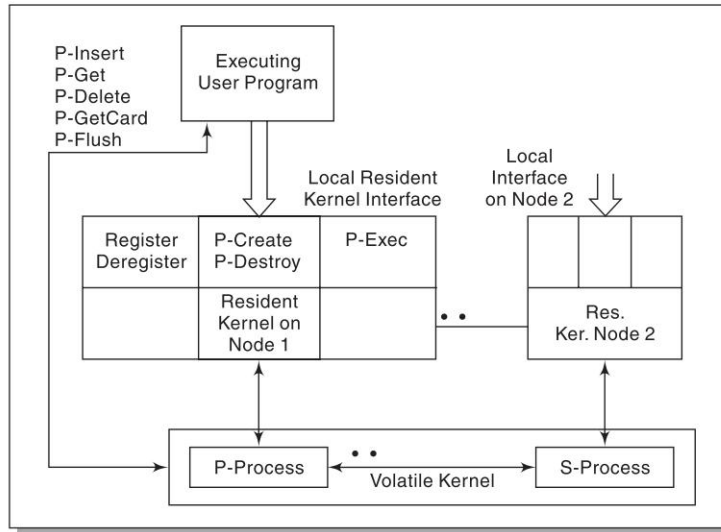 P-Insert
P-Get
P-Delete
P-GetCard
P-Flush
Executing
User Program
Local Resident
Kernel Interface
Local
Interface
on Node 2
Register
Deregister
P-Create
P-Destroy
P-Exec
Resident
Kernel on
Node 1
Res.
Ker. Node 2
P-Process
Volatile Kernel
S-Process